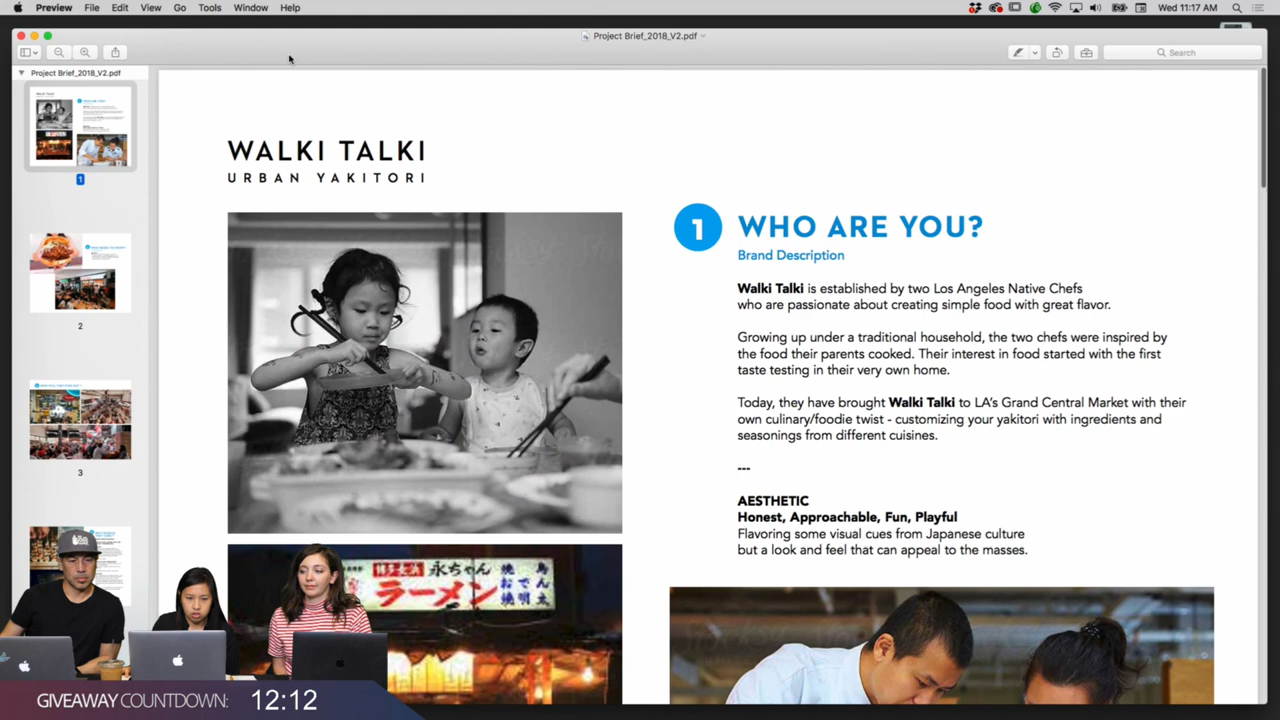 Preview File Edit View Go Tools Window Help
Wed 11:17 AM
Project Brief_2018_V2.pdf
Search
Project Brief_2018_V2.pdf
1
2
3
WALKI TALKI
URBAN YAKITORI
1 WHO ARE YOU?
Brand Description
Walki Talki is established by two Los Angeles Native Chefs
who are passionate about creating simple food with great flavor.
Growing up under a traditional household, the two chefs were inspired by
the food their parents cooked. Their interest in food started with the first
taste testing in their very own home.
Today, they have brought Walki Talki to LA's Grand Central Market with their
own culinary/foodie twist - customizing your yakitori with ingredients and
seasonings from different cuisines.
---
AESTHETIC
Honest, Approachable, Fun, Playful
Flavoring some visual cues from Japanese culture
but a look and feel that can appeal to the masses.
永ちゃん
ラーメン
GIVEAWAY COUNTDOWN: 12:12